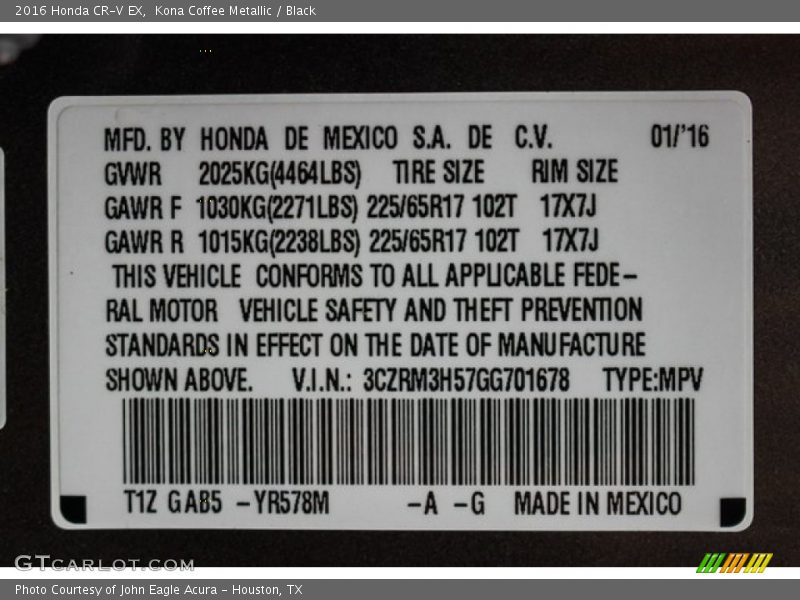 2016 Honda CR-V EX,  Kona Coffee Metallic / Black
MFD. BY HONDA DE MEXICO S.A. DE C.V. 01/'16
GVWR 2025KG(4464LBS) TIRE SIZE RIM SIZE
GAWR F 1030KG(2271LBS) 225/65R17 102T 17X7J
GAWR R 1015KG(2238LBS) 225/65R17 102T 17X7J
THIS VEHICLE CONFORMS TO ALL APPLICABLE FEDE-
RAL MOTOR VEHICLE SAFETY AND THEFT PREVENTION
STANDARDS IN EFFECT ON THE DATE OF MANUFACTURE
SHOWN ABOVE. V.I.N.: 3CZRM3H57GG701678 TYPE:MPV
T1Z GA85 -YR578M -A -G MADE IN MEXICO
GTCARLOT.COM
Photo Courtesy of John Eagle Acura - Houston, TX